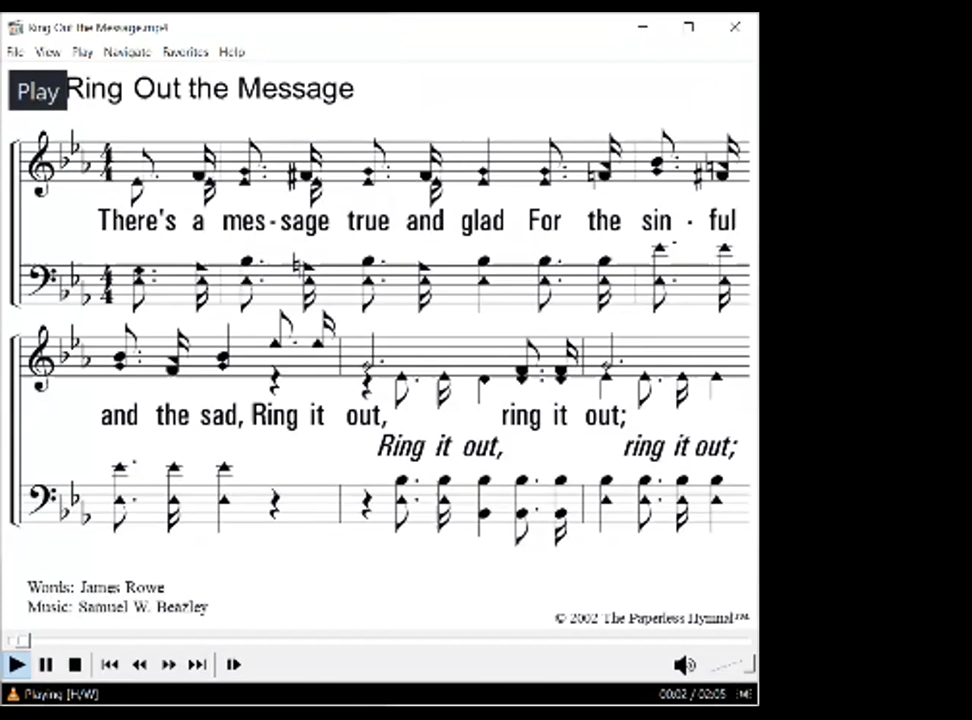 Ring Out the Message.mp4
File View Play Navigate Favorites Help
Play Ring Out the Message
There's a mes-sage true and glad For the sin - ful
and the sad, Ring it out, ring it out;
Ring it out, ring it out;
Words: James Rowe
Music: Samuel W. Beazley
© 2002 The Paperless Hymnal™
Playing [H/W] 00:02 / 02:05